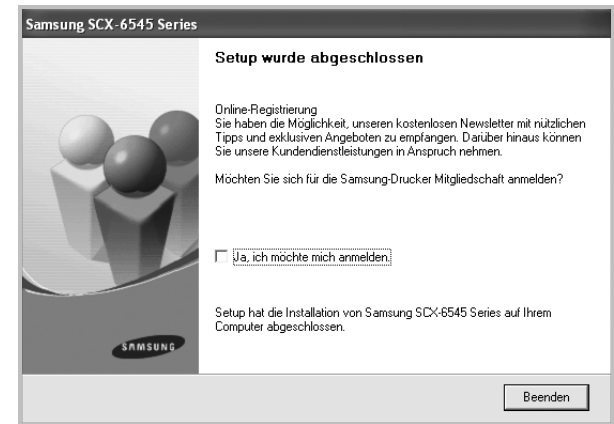 Samsung SCX-6545 Series
Setup wurde abgeschlossen
Online-Registrierung
Sie haben die Möglichkeit, unseren kostenlosen Newsletter mit nützlichen
Tipps und exklusiven Angeboten zu empfangen. Darüber hinaus können
Sie unsere Kundendienstleistungen in Anspruch nehmen.
Möchten Sie sich für die Samsung-Drucker Mitgliedschaft anmelden?
Ja, ich möchte mich anmelden.
Setup hat die Installation von Samsung SCX-6545 Series auf Ihrem
Computer abgeschlossen.
SAMSUNG
Beenden